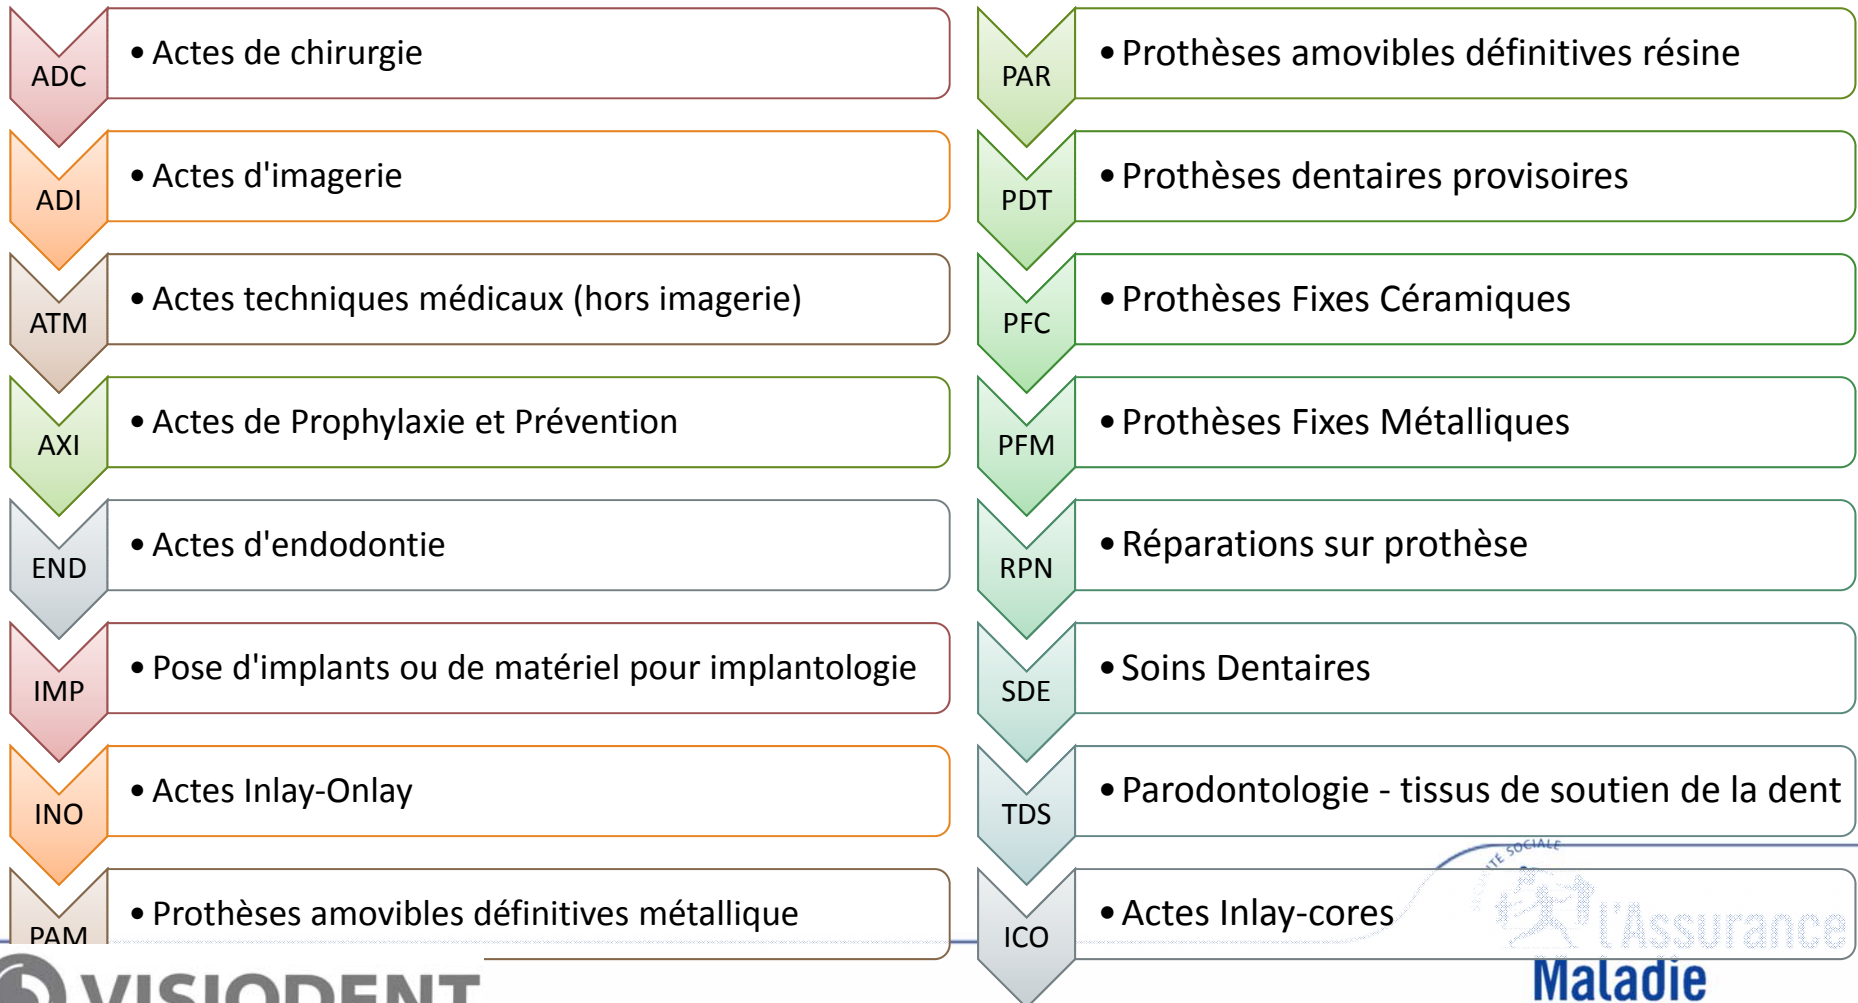 ADC
• Actes de chirurgie
ADI
• Actes d'imagerie
ATM
• Actes techniques médicaux (hors imagerie)
AXI
• Actes de Prophylaxie et Prévention
END
• Actes d'endodontie
IMP
• Pose d'implants ou de matériel pour implantologie
INO
• Actes Inlay-Onlay
PAM
• Prothèses amovibles définitives métallique
PAR
• Prothèses amovibles définitives résine
PDT
• Prothèses dentaires provisoires
PFC
• Prothèses Fixes Céramiques
PFM
• Prothèses Fixes Métalliques
RPN
• Réparations sur prothèse
SDE
• Soins Dentaires
TDS
• Parodontologie - tissus de soutien de la dent
ICO
• Actes Inlay-cores
VISIODENT
SÉCURITÉ SOCIALE
l'Assurance
Maladie